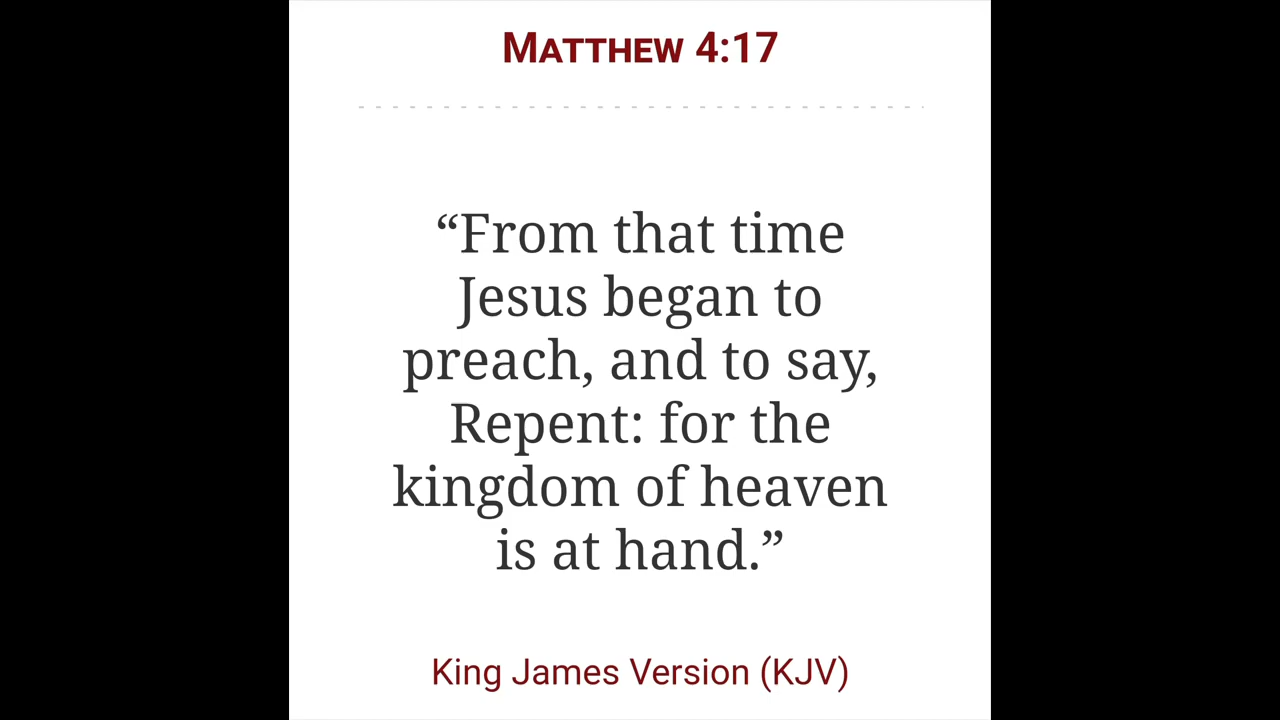 MATTHEW 4:17
“From that time
Jesus began to
preach, and to say,
Repent: for the
kingdom of heaven
is at hand.”
King James Version (KJV)